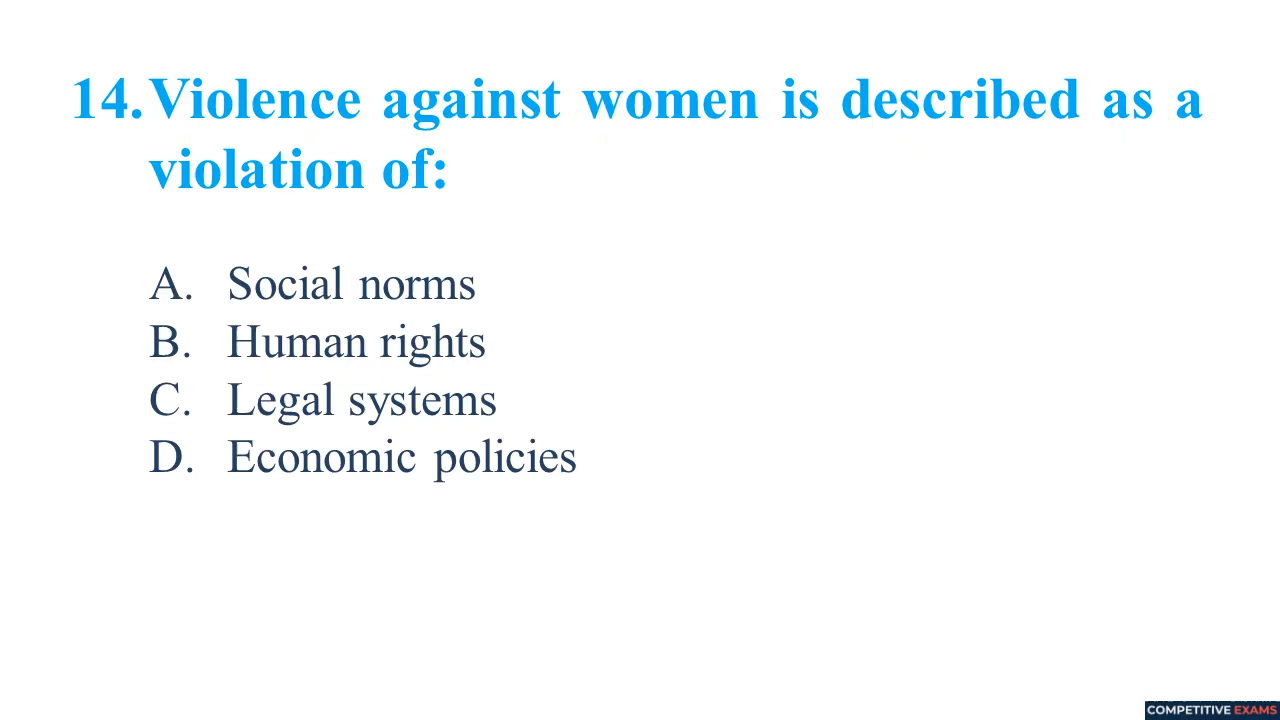 14. Violence against women is described as a
violation of:
A. Social norms
B. Human rights
C. Legal systems
D. Economic policies
COMPETITIVE EXAMS